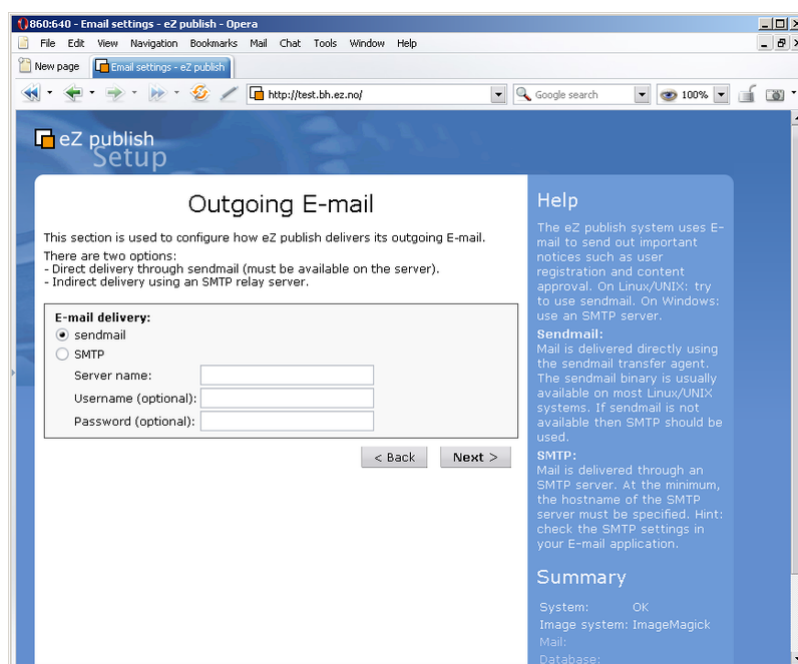 860:640 - Email settings - eZ publish - Opera
File Edit View Navigation Bookmarks Mail Chat Tools Window Help
New page Email settings - eZ publish
http://test.bh.ez.no/ Google search 100%
eZ publish
Setup
Outgoing E-mail
This section is used to configure how eZ publish delivers its outgoing E-mail.
There are two options:
- Direct delivery through sendmail (must be available on the server).
- Indirect delivery using an SMTP relay server.
E-mail delivery:
sendmail
SMTP
Server name:
Username (optional):
Password (optional):
< Back Next >
Help
The eZ publish system uses E-
mail to send out important
notices such as user
registration and content
approval. On Linux/UNIX: try
to use sendmail. On Windows:
use an SMTP server.
Sendmail:
Mail is delivered directly using
the sendmail transfer agent.
The sendmail binary is usually
available on most Linux/UNIX
systems. If sendmail is not
available then SMTP should be
used.
SMTP:
Mail is delivered through an
SMTP server. At the minimum,
the hostname of the SMTP
server must be specified. Hint:
check the SMTP settings in
your E-mail application.
Summary
System: OK
Image system: ImageMagick
Mail:
Database: